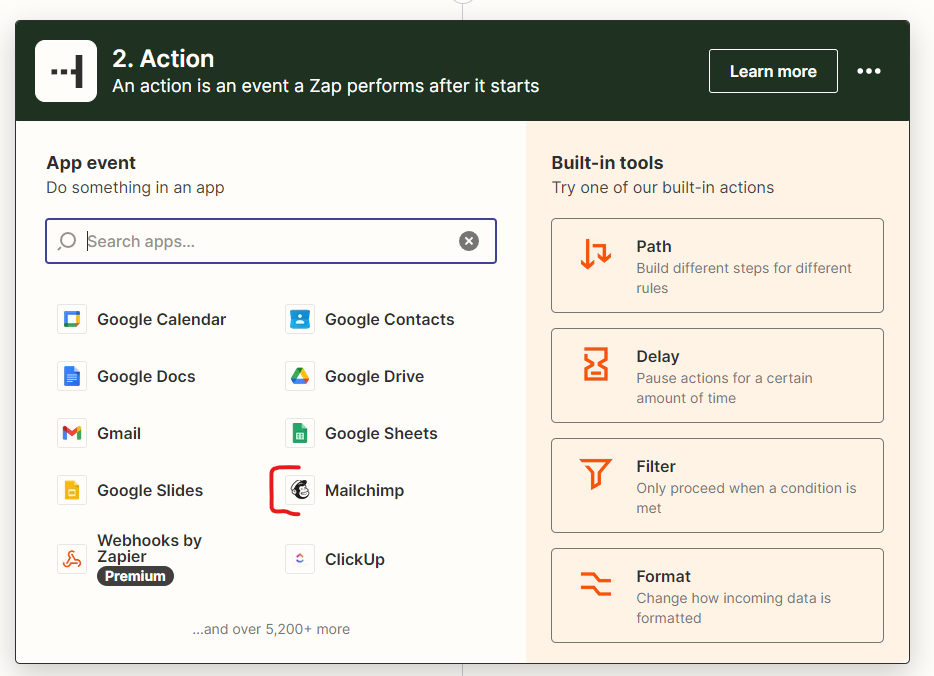 2. Action
An action is an event a Zap performs after it starts
Learn more
App event
Do something in an app
Search apps...
Google Calendar
Google Contacts
Google Docs
Google Drive
Gmail
Google Sheets
Google Slides
Mailchimp
Webhooks by
Zapier
Premium
ClickUp
...and over 5,200+ more
Built-in tools
Try one of our built-in actions
Path
Build different steps for different
rules
Delay
Pause actions for a certain
amount of time
Filter
Only proceed when a condition is
met
Format
Change how incoming data is
formatted